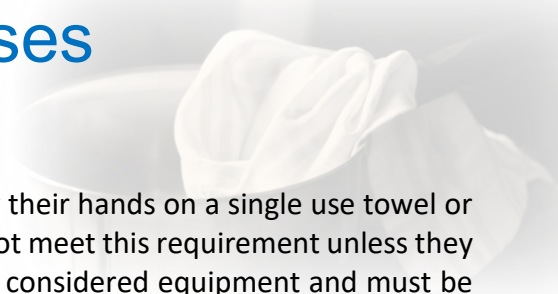 ses
their hands on a single use towel or
ot meet this requirement unless they
considered equipment and must be